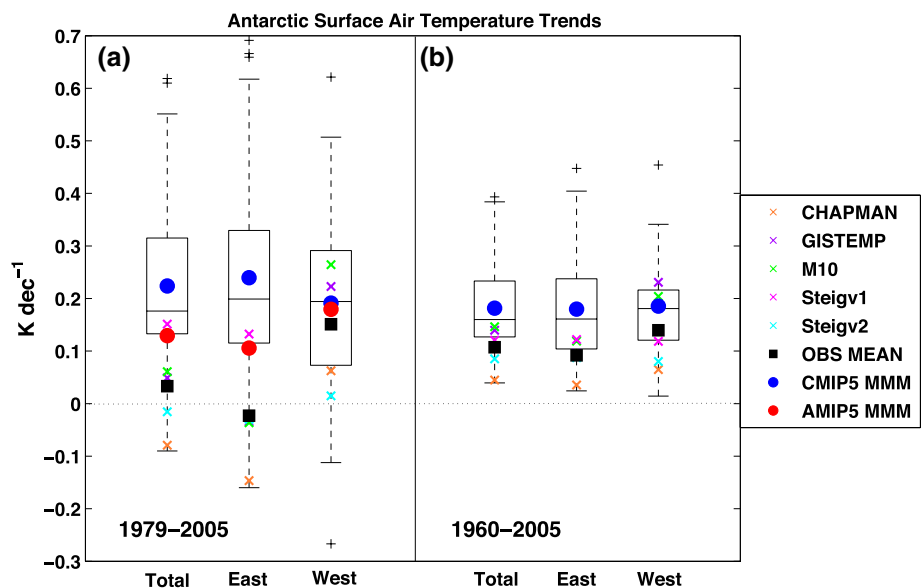 Antarctic Surface Air Temperature Trends
(a)
(b)
K dec⁻¹
0.7
0.6
0.5
0.4
0.3
0.2
0.1
0
−0.1
−0.2
−0.3
1979−2005
1960−2005
Total East West
Total East West
CHAPMAN
GISTEMP
M10
Steigv1
Steigv2
OBS MEAN
CMIP5 MMM
AMIP5 MMM